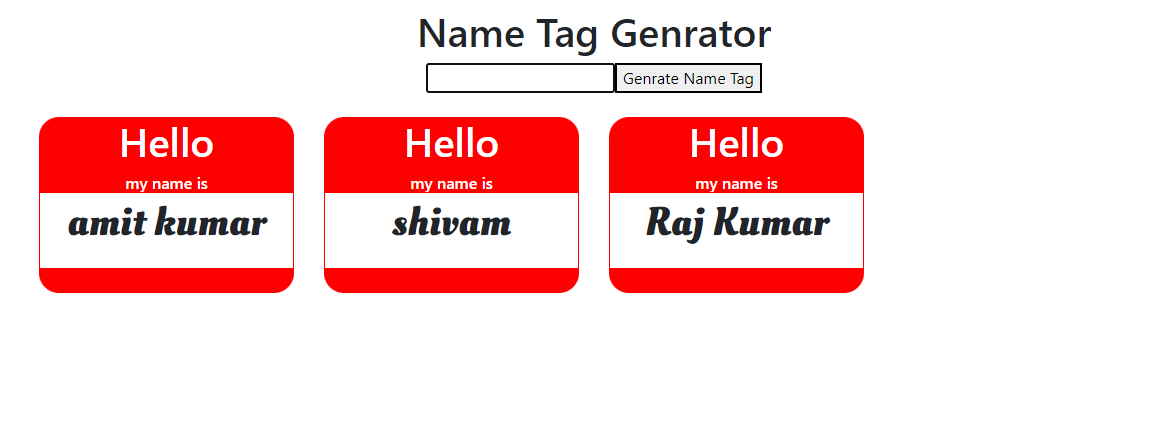 Name Tag Genrator
Genrate Name Tag
Hello
my name is
amit kumar
Hello
my name is
shivam
Hello
my name is
Raj Kumar